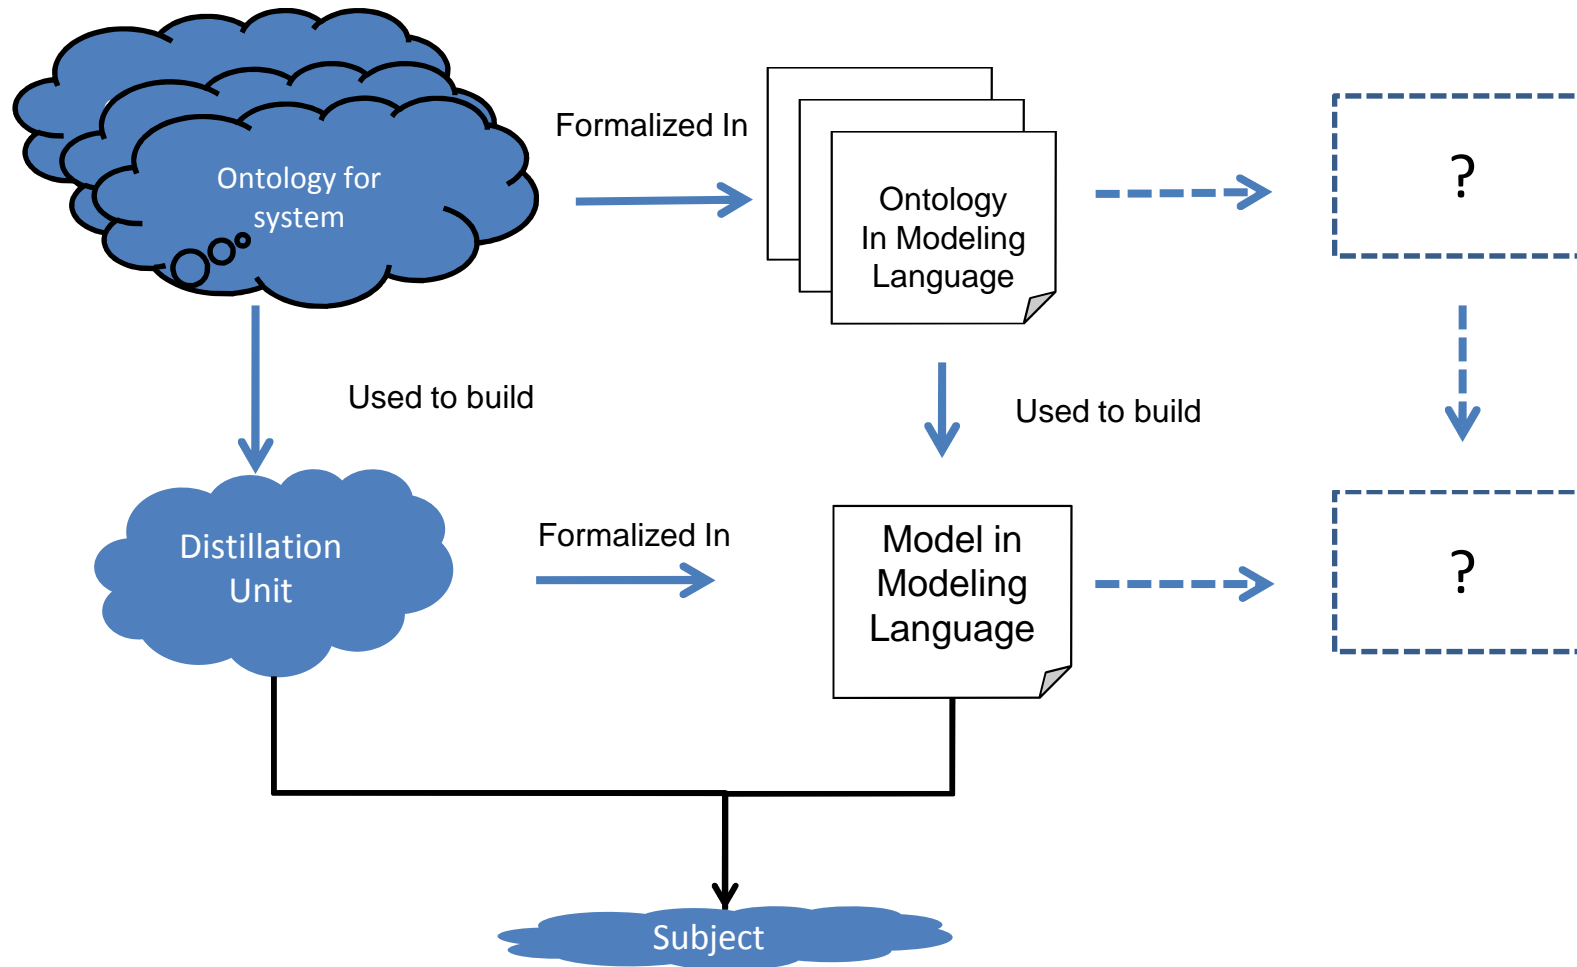 Formalized In
Ontology for
system
Ontology
In Modeling
Language
?
Used to build
Used to build
Distillation
Unit
Formalized In
Model in
Modeling
Language
?
Subject